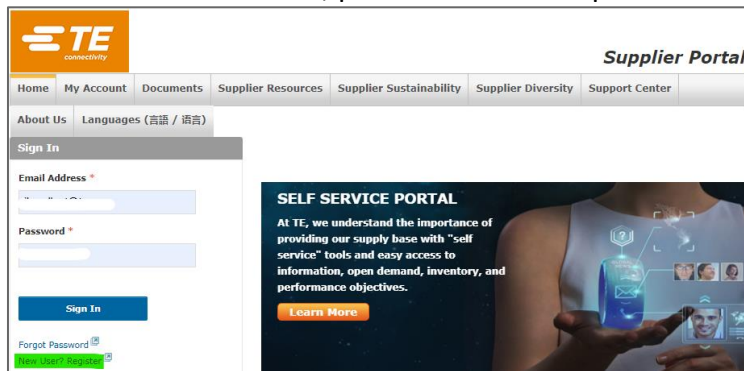 TE
connectivity
Supplier Portal
Home My Account Documents Supplier Resources Supplier Sustainability Supplier Diversity Support Center
About Us Languages (言語 / 语言)
Sign In
Email Address *
Password *
Sign In
Forgot Password
New User? Register
SELF SERVICE PORTAL
At TE, we understand the importance of
providing our supply base with "self
service" tools and easy access to
information, open demand, inventory, and
performance objectives.
Learn More